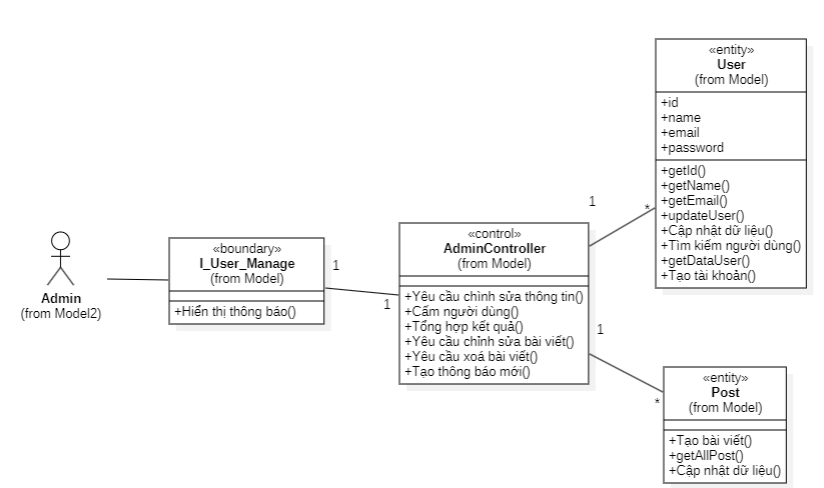 Admin
(from Model2)
«boundary»
I_User_Manage
(from Model)
+Hiển thị thông báo()
1
1
«control»
AdminController
(from Model)
+Yêu cầu chình sửa thông tin()
+Cấm người dùng()
+Tổng hợp kết quả()
+Yêu cầu chỉnh sửa bài viết()
+Yêu cầu xoá bài viết()
+Tạo thông báo mới()
1
*
«entity»
User
(from Model)
+id
+name
+email
+password
+getId()
+getName()
+getEmail()
+updateUser()
+Cập nhật dữ liệu()
+Tìm kiếm người dùng()
+getDataUser()
+Tạo tài khoản()
1
*
«entity»
Post
(from Model)
+Tạo bài viết()
+getAllPost()
+Cập nhật dữ liệu()